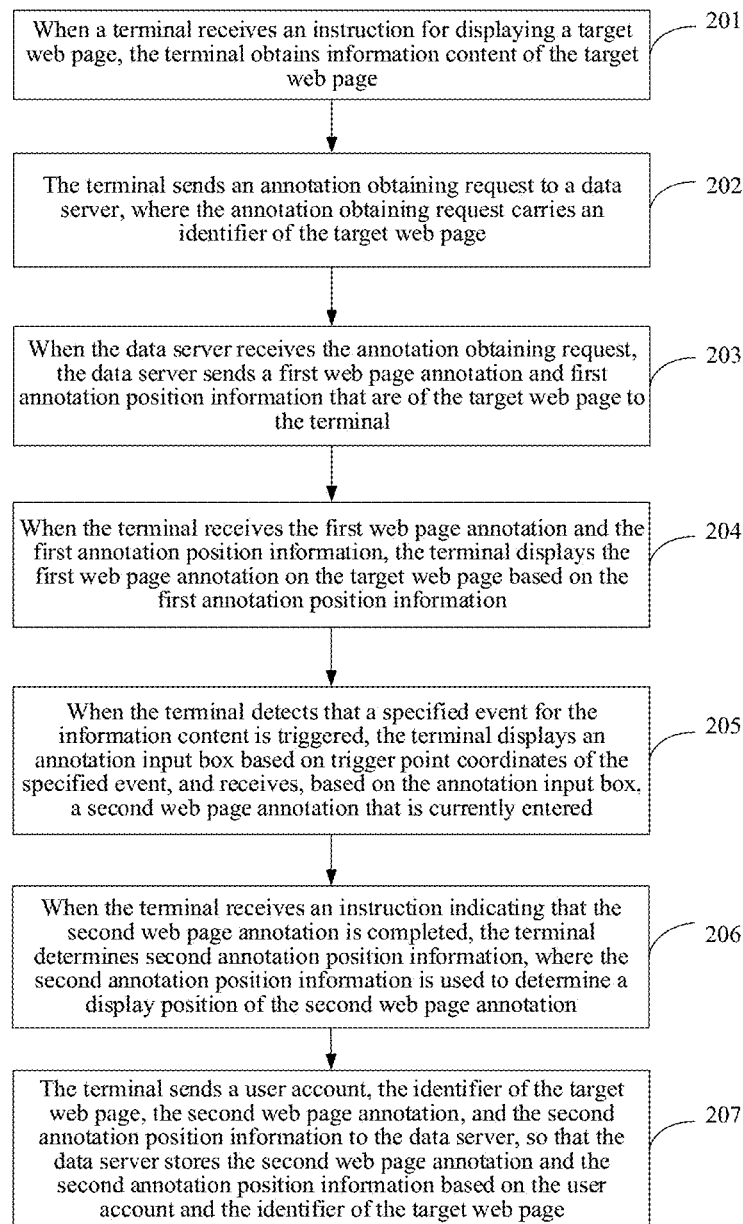 When a terminal receives an instruction for displaying a target
web page, the terminal obtains information content of the target
web page
201
The terminal sends an annotation obtaining request to a data
server, where the annotation obtaining request carries an
identifier of the target web page
202
When the data server receives the annotation obtaining request,
the data server sends a first web page annotation and first
annotation position information that are of the target web page to
the terminal
203
When the terminal receives the first web page annotation and the
first annotation position information, the terminal displays the
first web page annotation on the target web page based on the
first annotation position information
204
When the terminal detects that a specified event for the
information content is triggered, the terminal displays an
annotation input box based on trigger point coordinates of the
specified event, and receives, based on the annotation input box,
a second web page annotation that is currently entered
205
When the terminal receives an instruction indicating that the
second web page annotation is completed, the terminal
determines second annotation position information, where the
second annotation position information is used to determine a
display position of the second web page annotation
206
The terminal sends a user account, the identifier of the target
web page, the second web page annotation, and the second
annotation position information to the data server, so that the
data server stores the second web page annotation and the
second annotation position information based on the user
account and the identifier of the target web page
207